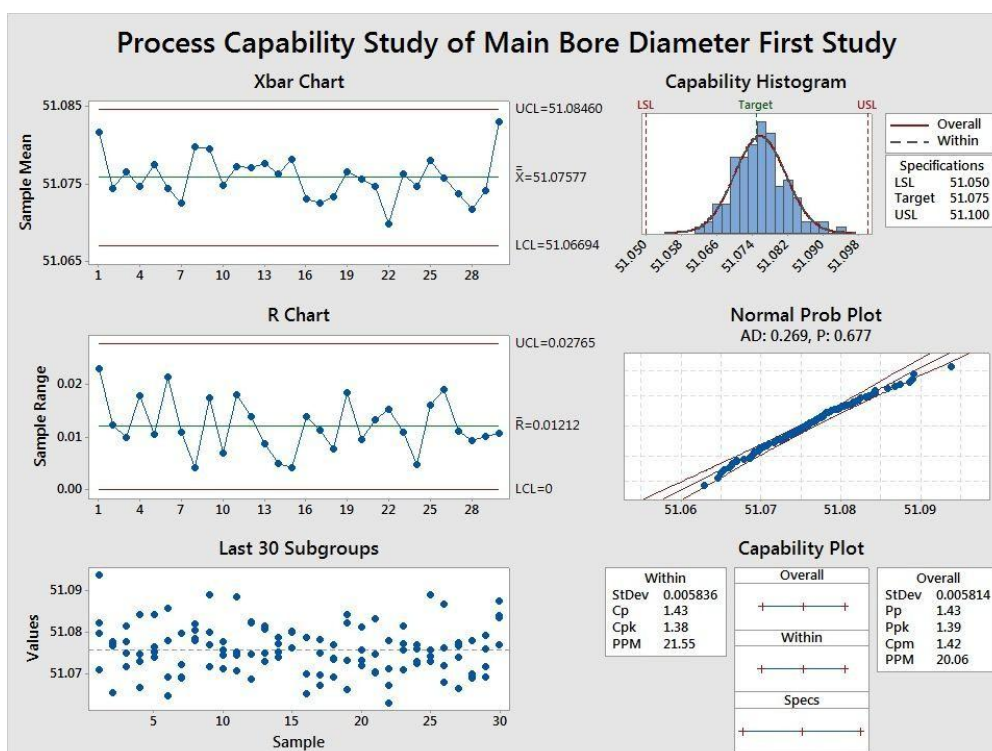 Process Capability Study of Main Bore Diameter First Study
Xbar Chart
Sample Mean
51.085
51.075
51.065
1 4 7 10 13 16 19 22 25 28
UCL=51.08460
X=51.07577
LCL=51.06694
Capability Histogram
LSL Target USL
51.050 51.058 51.066 51.074 51.082 51.090 51.098
Overall
Within
Specifications
LSL 51.050
Target 51.075
USL 51.100
R Chart
Sample Range
0.02
0.01
0.00
1 4 7 10 13 16 19 22 25 28
UCL=0.02765
R̄=0.01212
LCL=0
Normal Prob Plot
AD: 0.269, P: 0.677
51.06 51.07 51.08 51.09
Last 30 Subgroups
Values
51.09
51.08
51.07
5 10 15 20 25 30
Sample
Capability Plot
Within
StDev 0.005836
Cp 1.43
Cpk 1.38
PPM 21.55
Overall
Within
Specs
Overall
StDev 0.005814
Pp 1.43
Ppk 1.39
Cpm 1.42
PPM 20.06